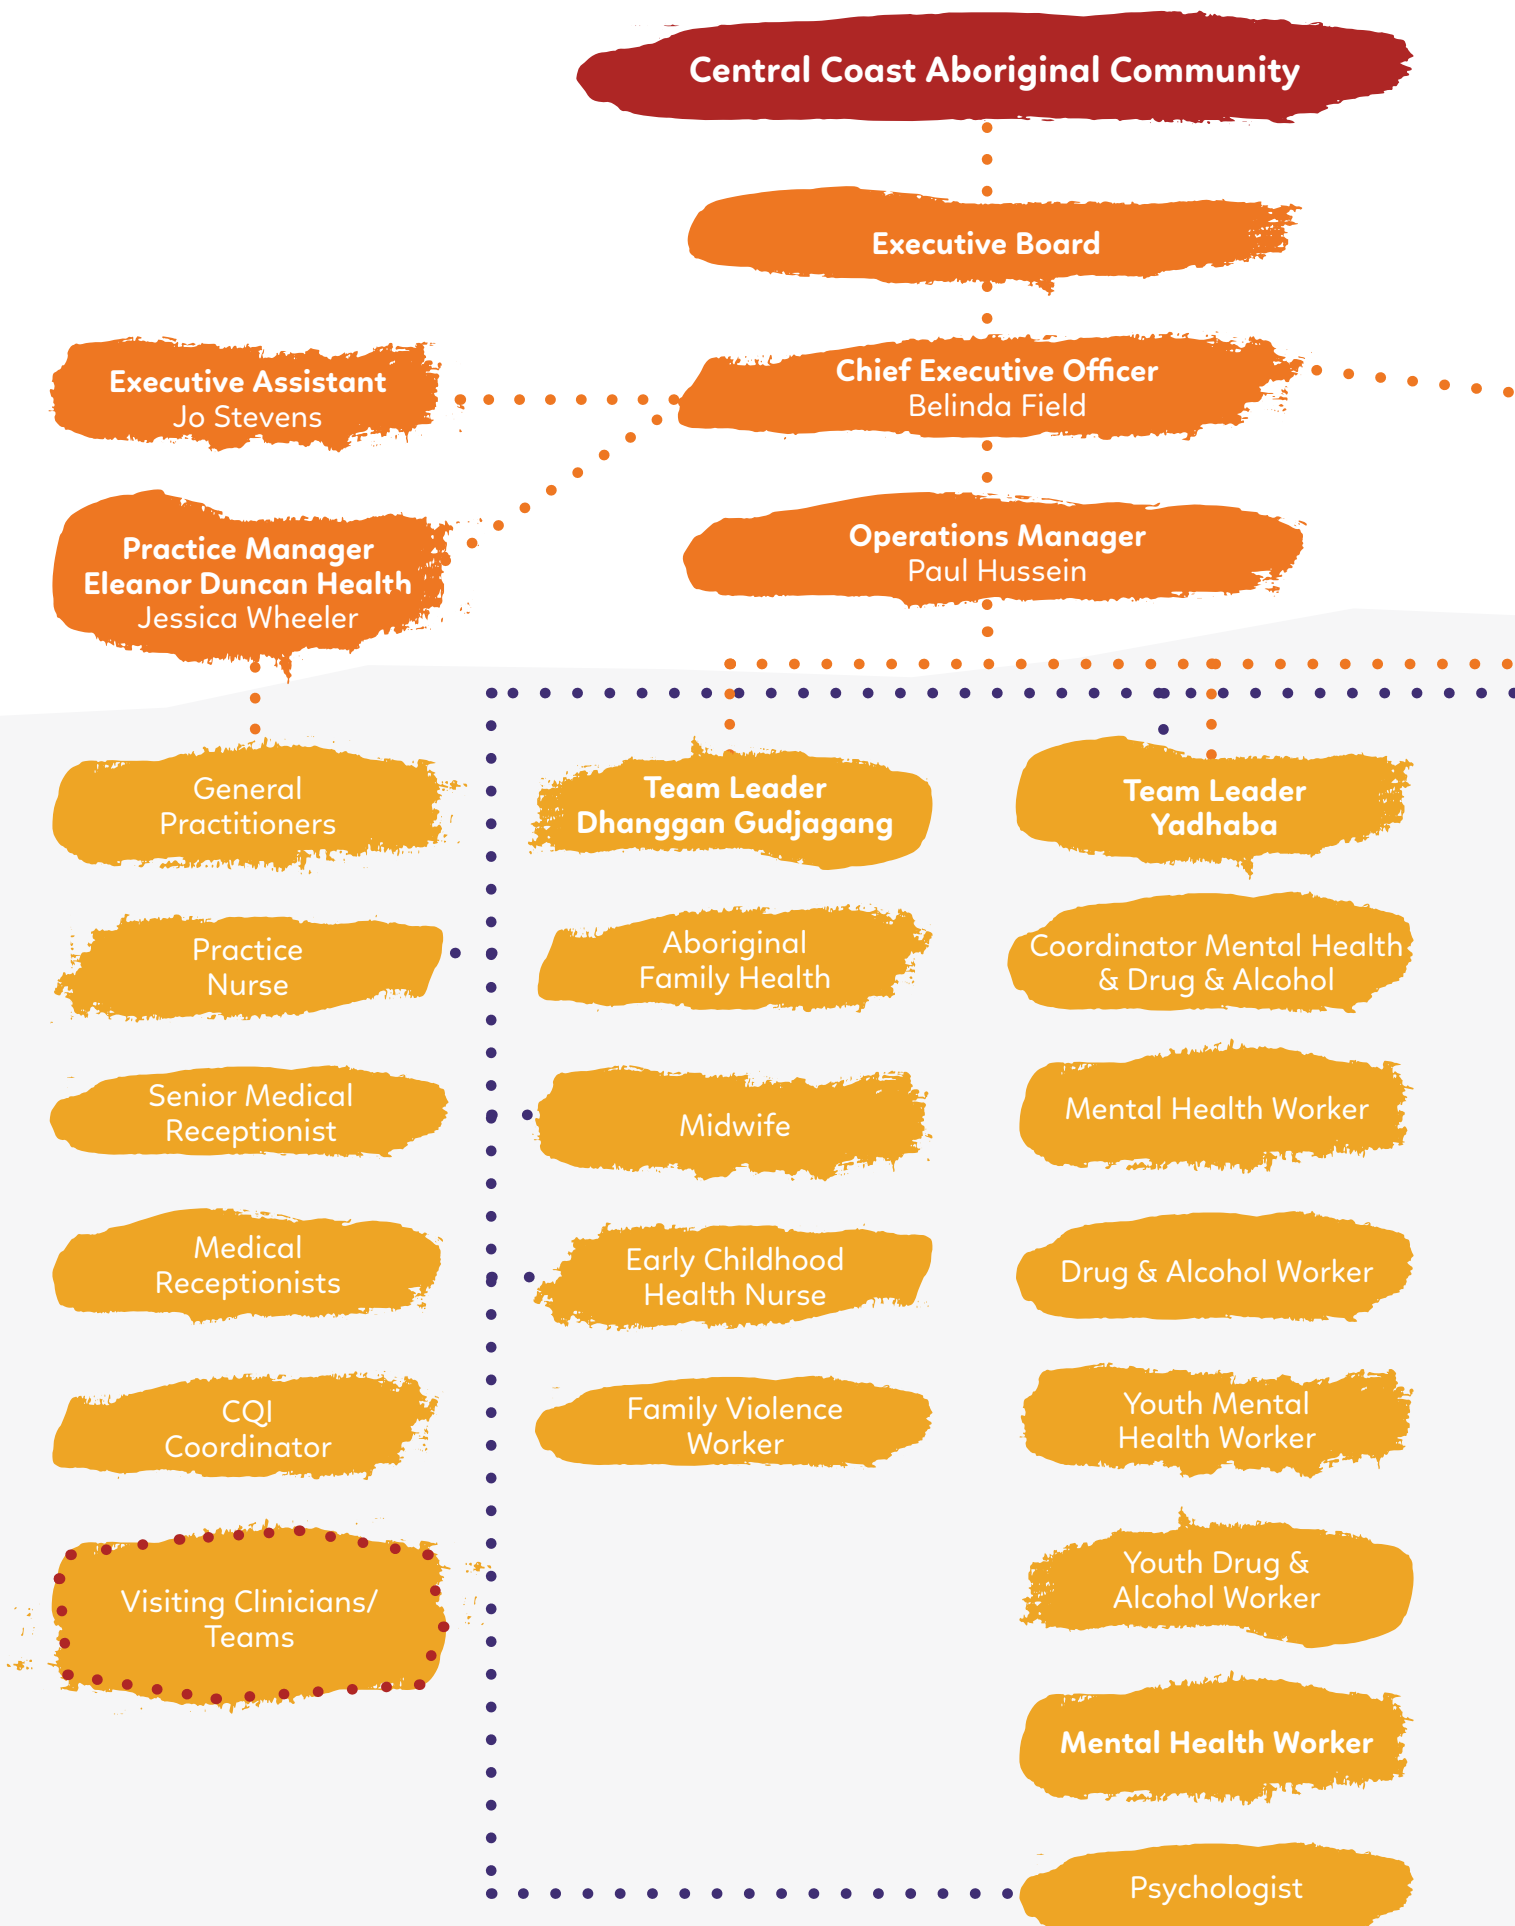 Central Coast Aboriginal Community
Executive Board
Executive Assistant
Jo Stevens
Chief Executive Officer
Belinda Field
Practice Manager
Eleanor Duncan Health
Jessica Wheeler
Operations Manager
Paul Hussein
General
Practitioners
Practice
Nurse
Senior Medical
Receptionist
Medical
Receptionists
CQI
Coordinator
Visiting Clinicians/
Teams
Team Leader
Dhanggan Gudjagang
Aboriginal
Family Health
Midwife
Early Childhood
Health Nurse
Family Violence
Worker
Team Leader
Yadhaba
Coordinator Mental Health
& Drug & Alcohol
Mental Health Worker
Drug & Alcohol Worker
Youth Mental
Health Worker
Youth Drug &
Alcohol Worker
Mental Health Worker
Psychologist